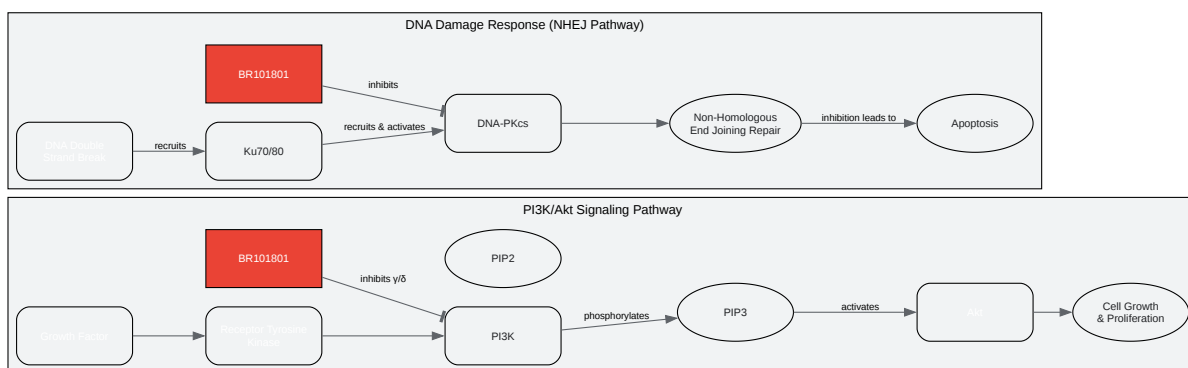 DNA Damage Response (NHEJ Pathway)
BR101801
inhibits
DNA Double
Strand Break
recruits
Ku70/80
recruits & activates
DNA-PKcs
Non-Homologous
End Joining Repair
inhibition leads to
Apoptosis
PI3K/Akt Signaling Pathway
BR101801
inhibits γ/δ
PIP2
Growth Factor
Receptor Tyrosine
Kinase
PI3K
phosphorylates
PIP3
activates
Akt
Cell Growth
& Proliferation